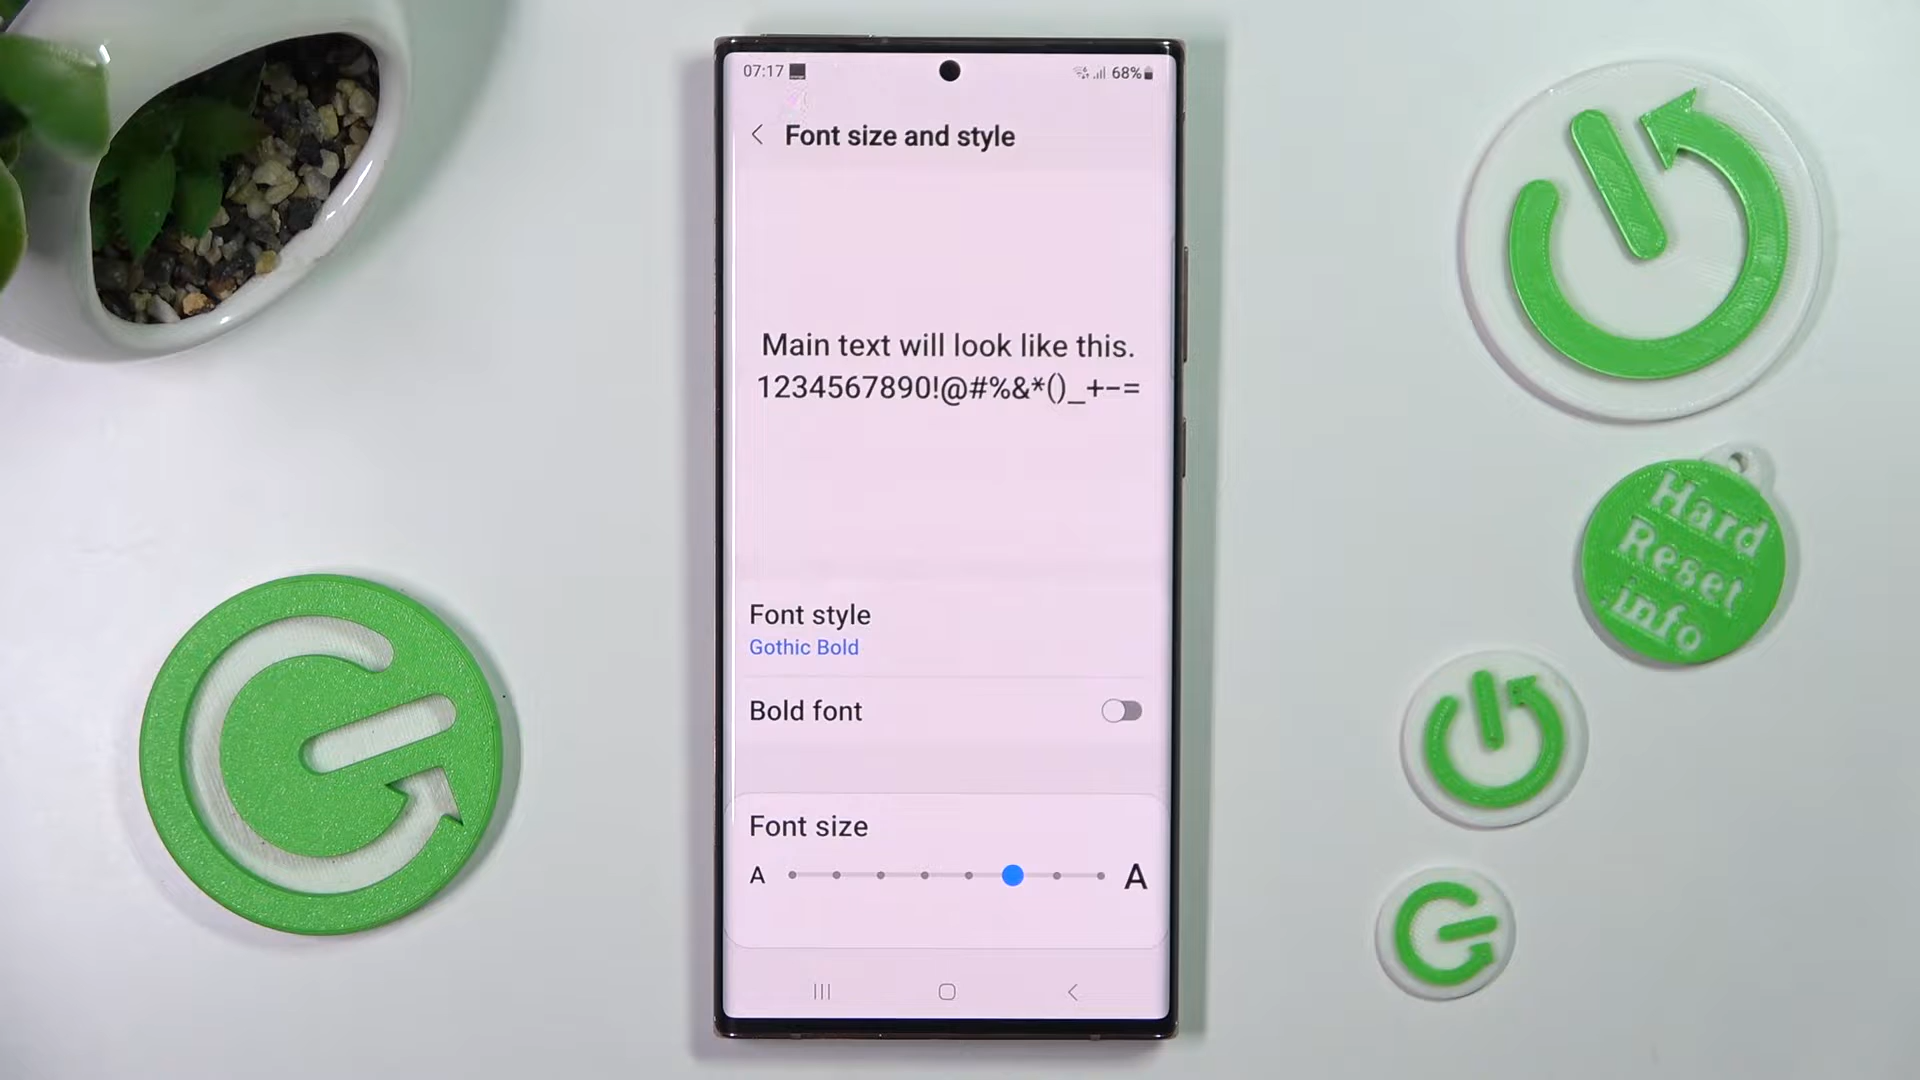 07:17 68%
Font size and style
Main text will look like this.
1234567890!@#%&*()_+-=
Font style
Gothic Bold
Bold font
Font size
A A
Hard
Reset
info